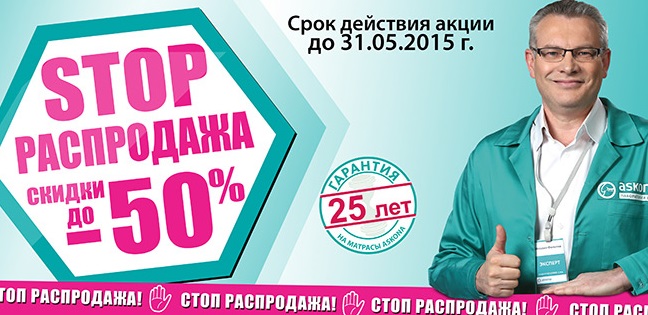 STOP
РАСПРОДАЖА
СКИДКИ
ДО
-50%
Срок действия акции
до 31.05.2015 г.
ГАРАНТИЯ
25 лет
НА МАТРАСЫ ASKONA
askona
ЭКСПЕРТ
СТОП РАСПРОДАЖА! СТОП РАСПРОДАЖА! СТОП РАСПРОДАЖА! СТОП РАСП